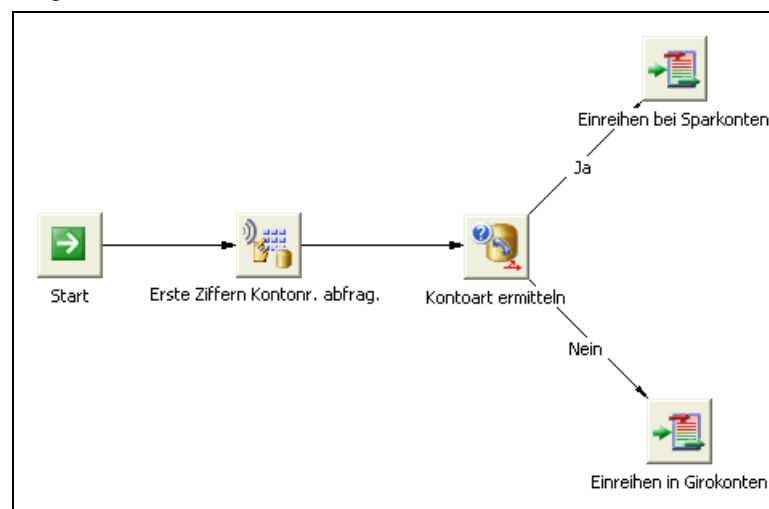 Einreihen bei Sparkonten
Ja
Start
Erste Ziffern Kontonr. abfrag.
Kontoart ermitteln
Nein
Einreihen in Girokonten